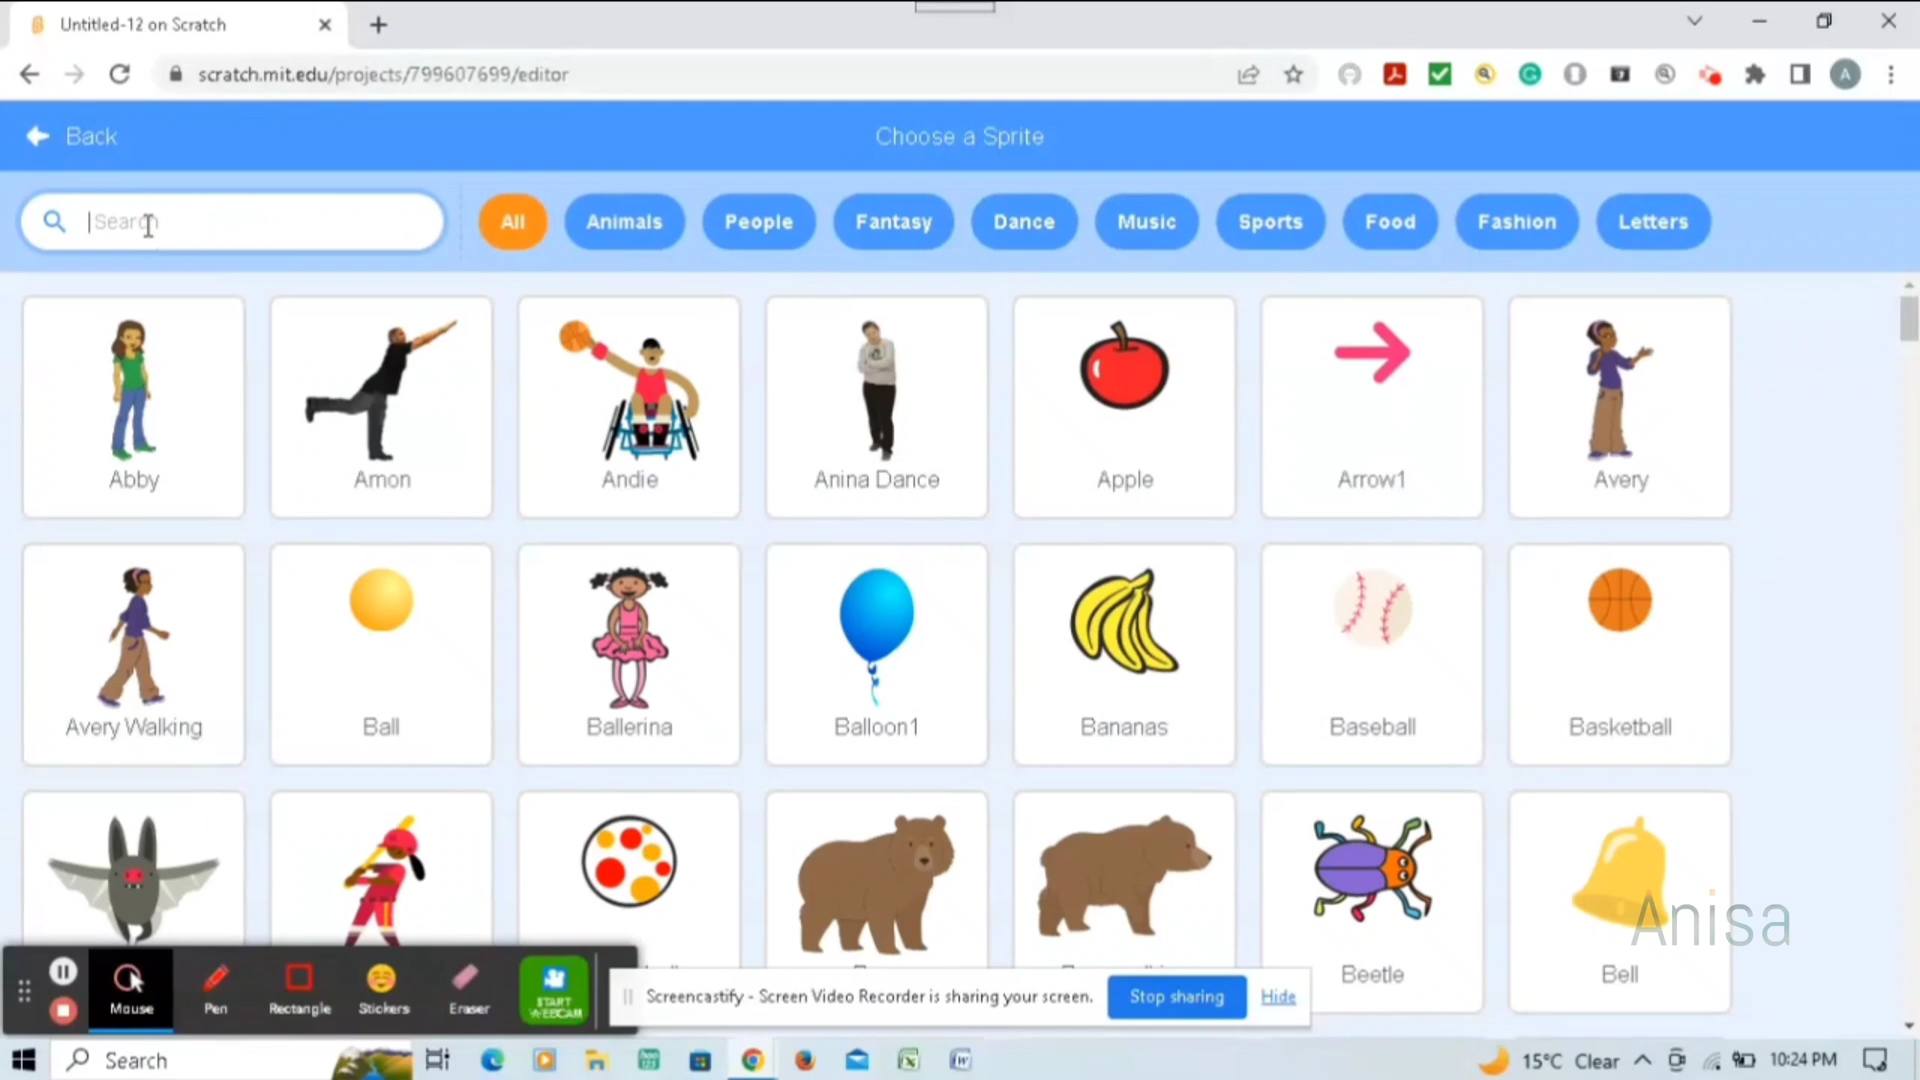 Untitled-12 on Scratch
scratch.mit.edu/projects/799607699/editor
A
Back
Choose a Sprite
Search
All
Animals
People
Fantasy
Dance
Music
Sports
Food
Fashion
Letters
Abby
Amon
Andie
Anina Dance
Apple
Arrow1
Avery
Avery Walking
Ball
Ballerina
Balloon1
Bananas
Baseball
Basketball
Beetle
Bell
Anisa
Mouse
Pen
Rectangle
Stickers
Eraser
START
WEBCAM
Screencastify - Screen Video Recorder is sharing your screen.
Stop sharing
Hide
Search
15°C Clear
10:24 PM